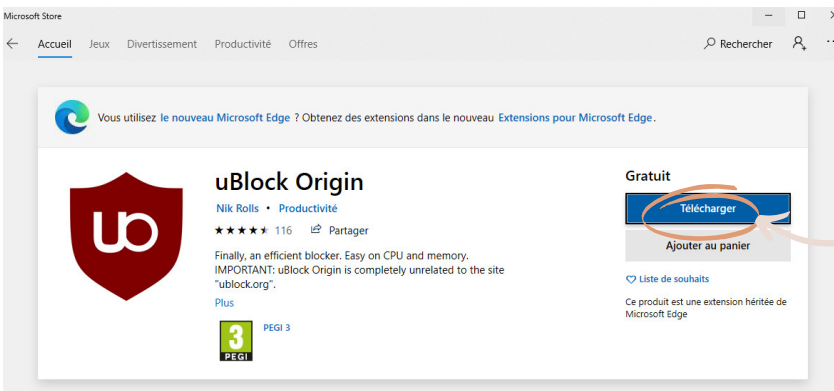 Microsoft Store
Accueil Jeux Divertissement Productivité Offres Rechercher
Vous utilisez le nouveau Microsoft Edge ? Obtenez des extensions dans le nouveau Extensions pour Microsoft Edge.
uBlock Origin
Nik Rolls • Productivité
116 Partager
Finally, an efficient blocker. Easy on CPU and memory.
IMPORTANT: uBlock Origin is completely unrelated to the site
"ublock.org".
Plus
3
PEGI
PEGI 3
uo
Gratuit
Télécharger
Ajouter au panier
Liste de souhaits
Ce produit est une extension héritée de
Microsoft Edge